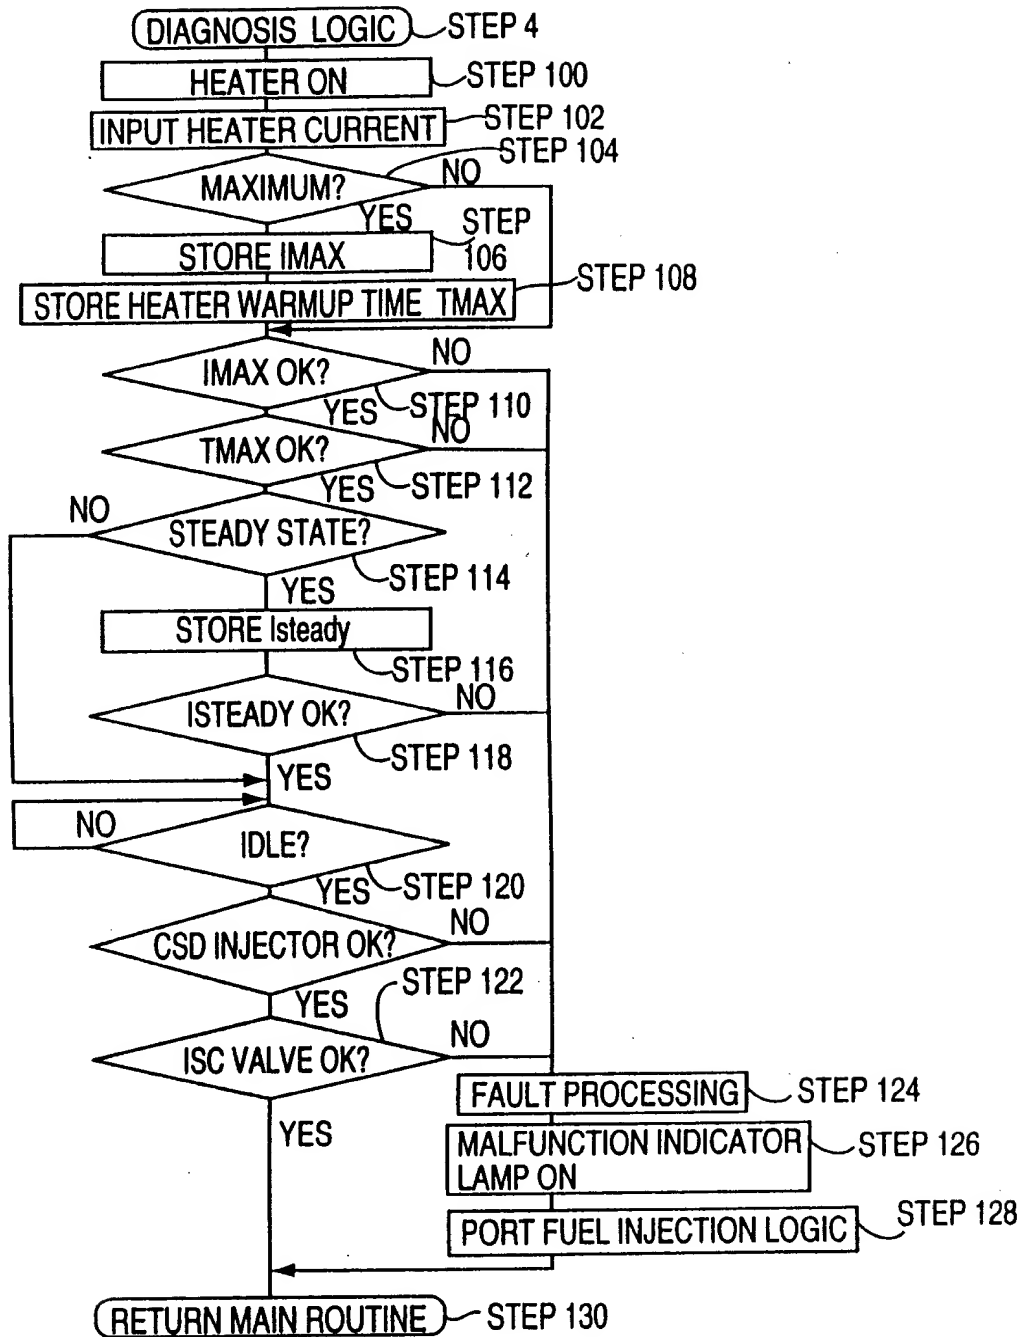 DIAGNOSIS LOGIC STEP 4
HEATER ON STEP 100
INPUT HEATER CURRENT STEP 102
STEP 104
MAXIMUM? NO
YES
STORE IMAX STEP
106
STORE HEATER WARMUP TIME TMAX STEP 108
IMAX OK? NO
YES STEP 110
TMAX OK? NO
YES STEP 112
NO STEADY STATE?
STEP 114
YES
STORE Isteady
STEP 116
ISTEADY OK? NO
STEP 118
YES
NO IDLE?
YES STEP 120
CSD INJECTOR OK? NO
YES STEP 122
ISC VALVE OK? NO
YES
FAULT PROCESSING STEP 124
MALFUNCTION INDICATOR
LAMP ON STEP 126
PORT FUEL INJECTION LOGIC STEP 128
RETURN MAIN ROUTINE STEP 130